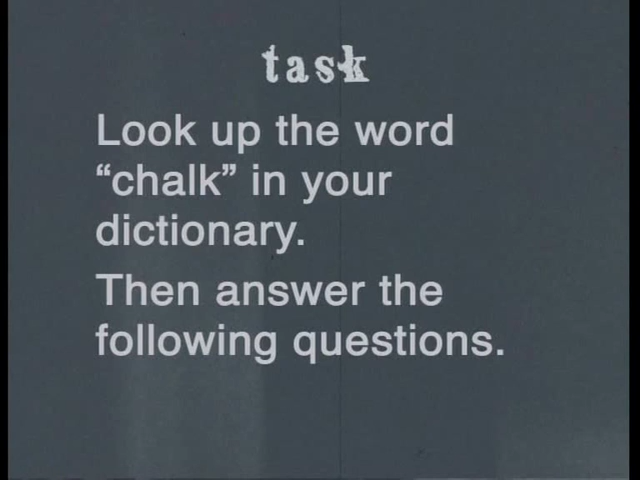 task
Look up the word
“chalk” in your
dictionary.
Then answer the
following questions.